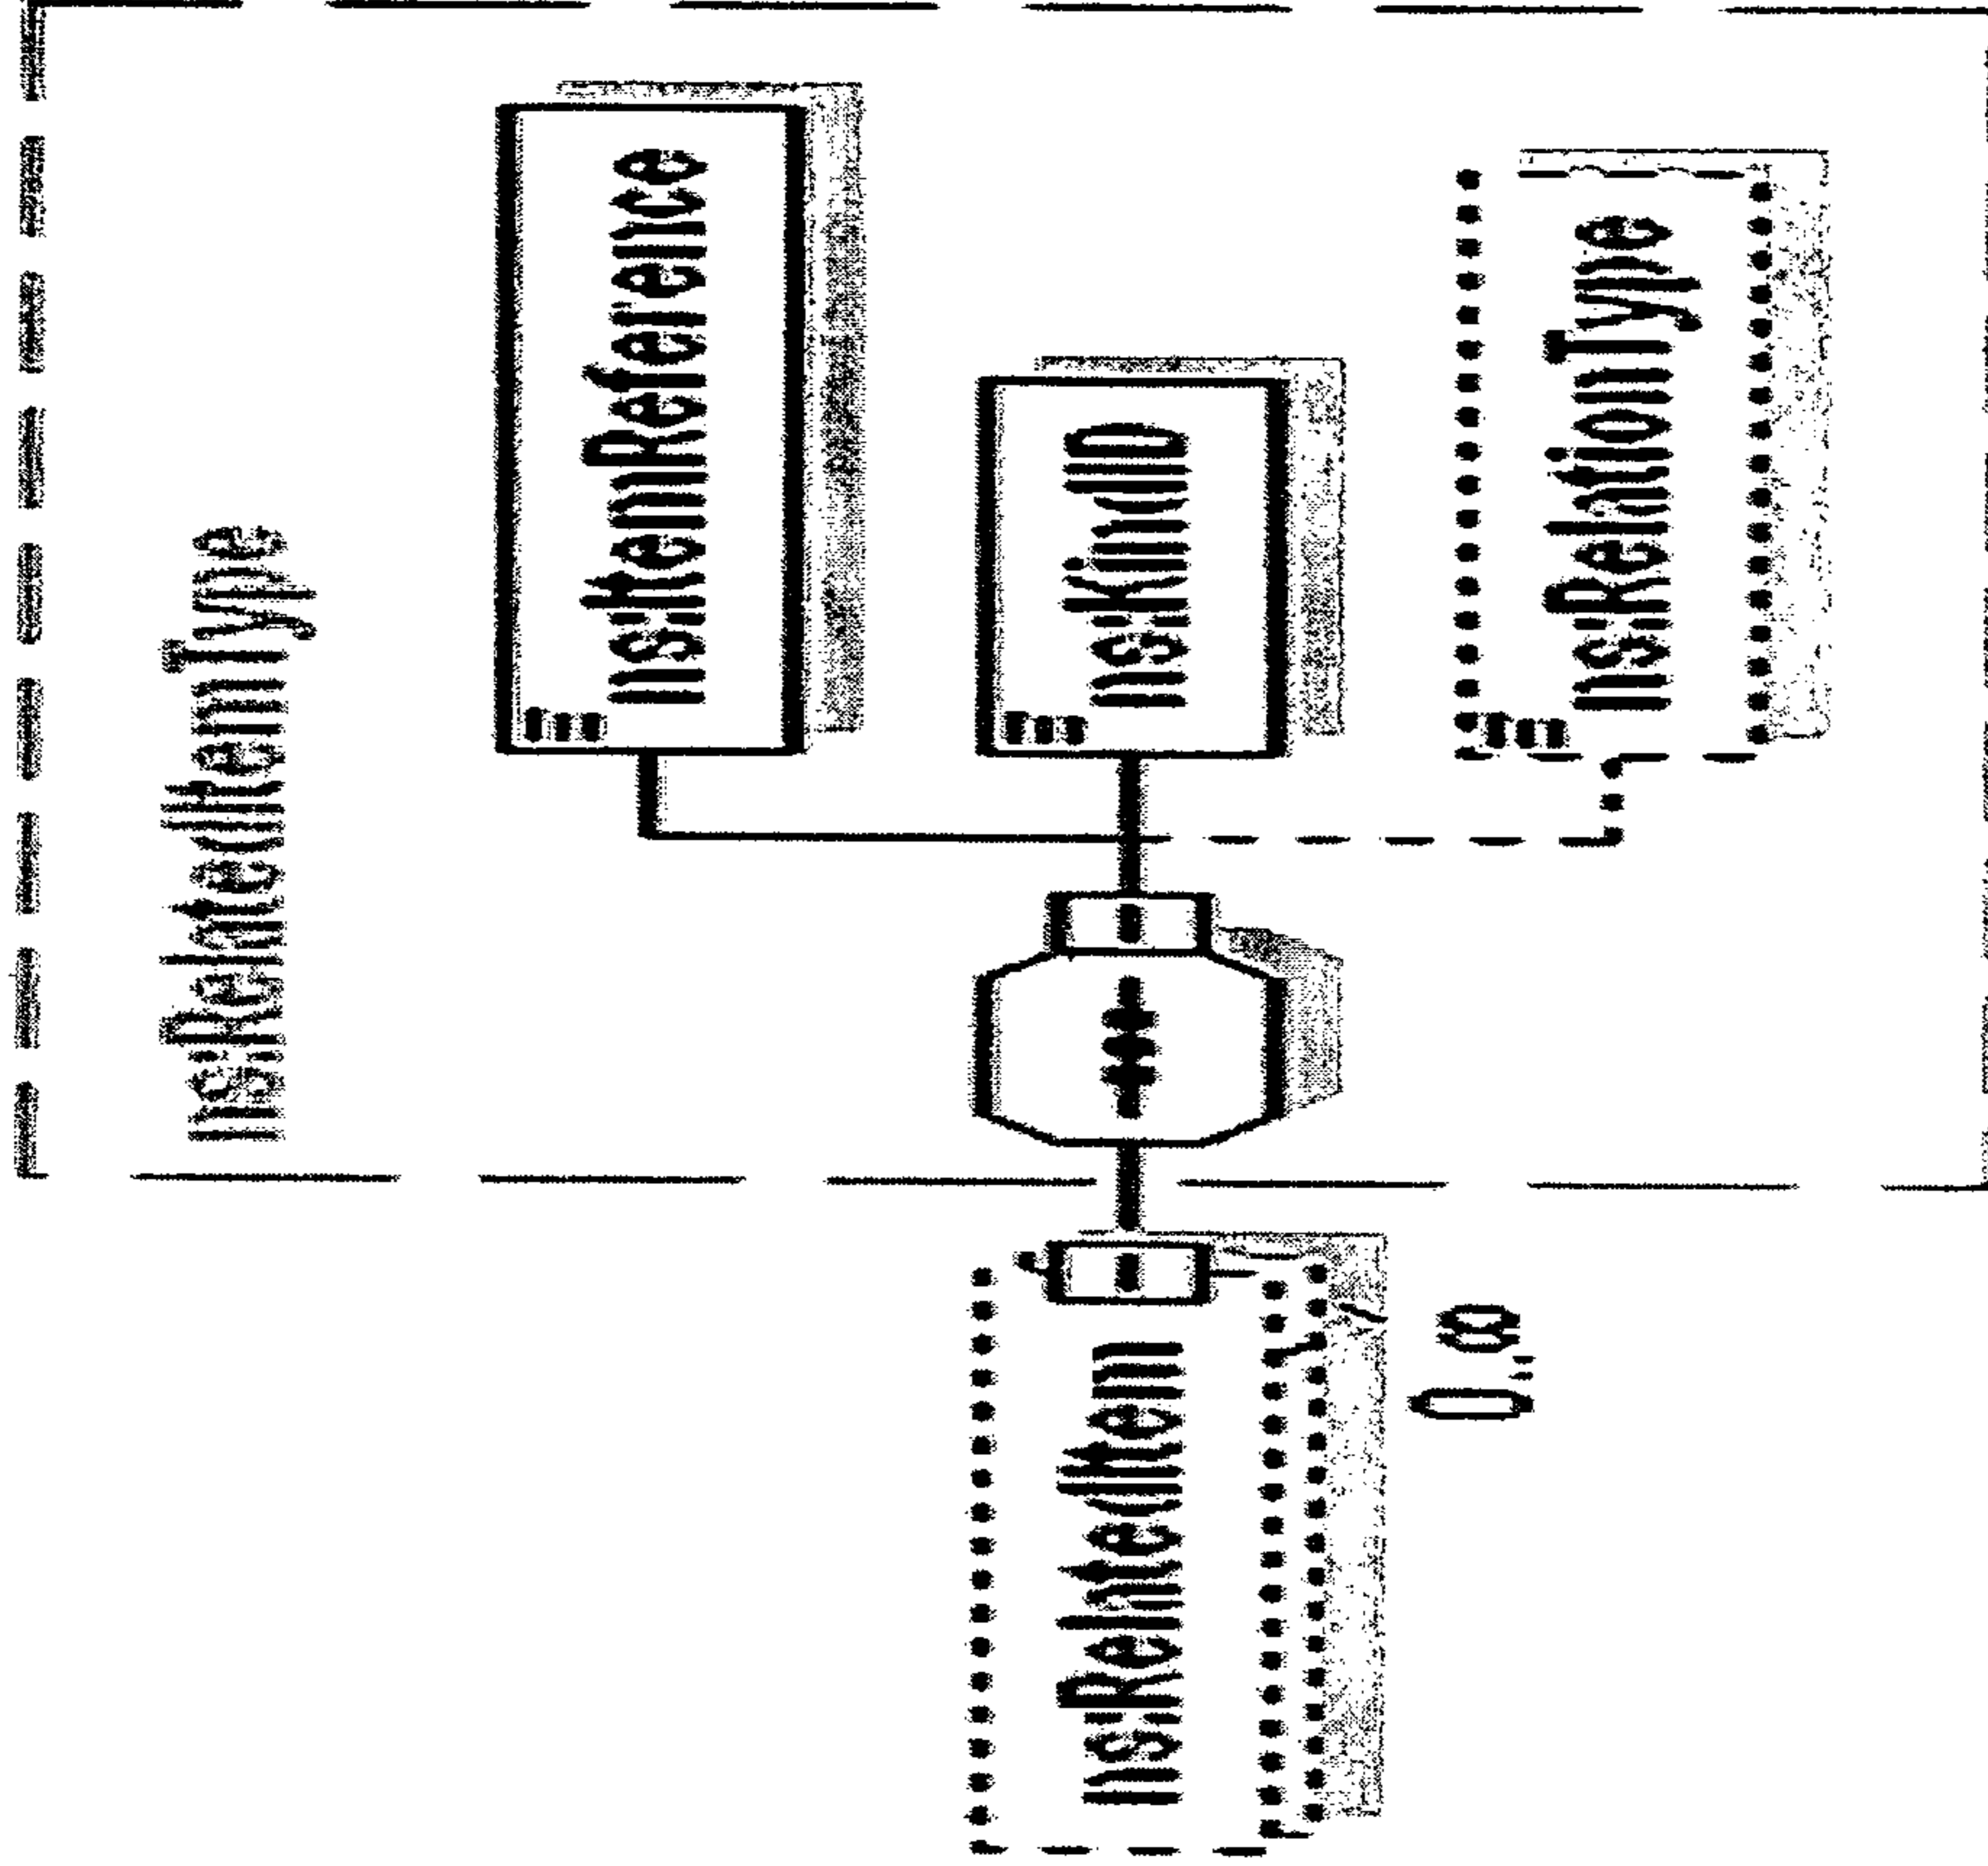 ns:RelatedItemType
ns:ItemReference
ns:RelatedItem
ns:KindID
0..∞
ns:RelationType